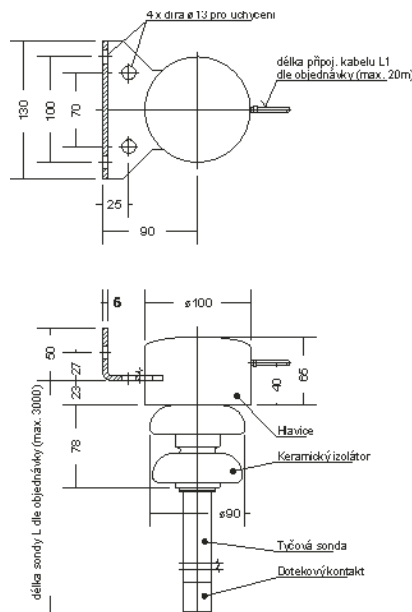 4 x díra ø 13 pro uchycení
délka připoj. kabelu L1
dle objednávky (max. 20m)
130
100
70
25
90
6
ø100
50
27
23
65
40
78
Hlavice
Keramický izolátor
ø90
délka sondy L dle objednávky (max. 3000)
Tyčová sonda
Dotekový kontakt